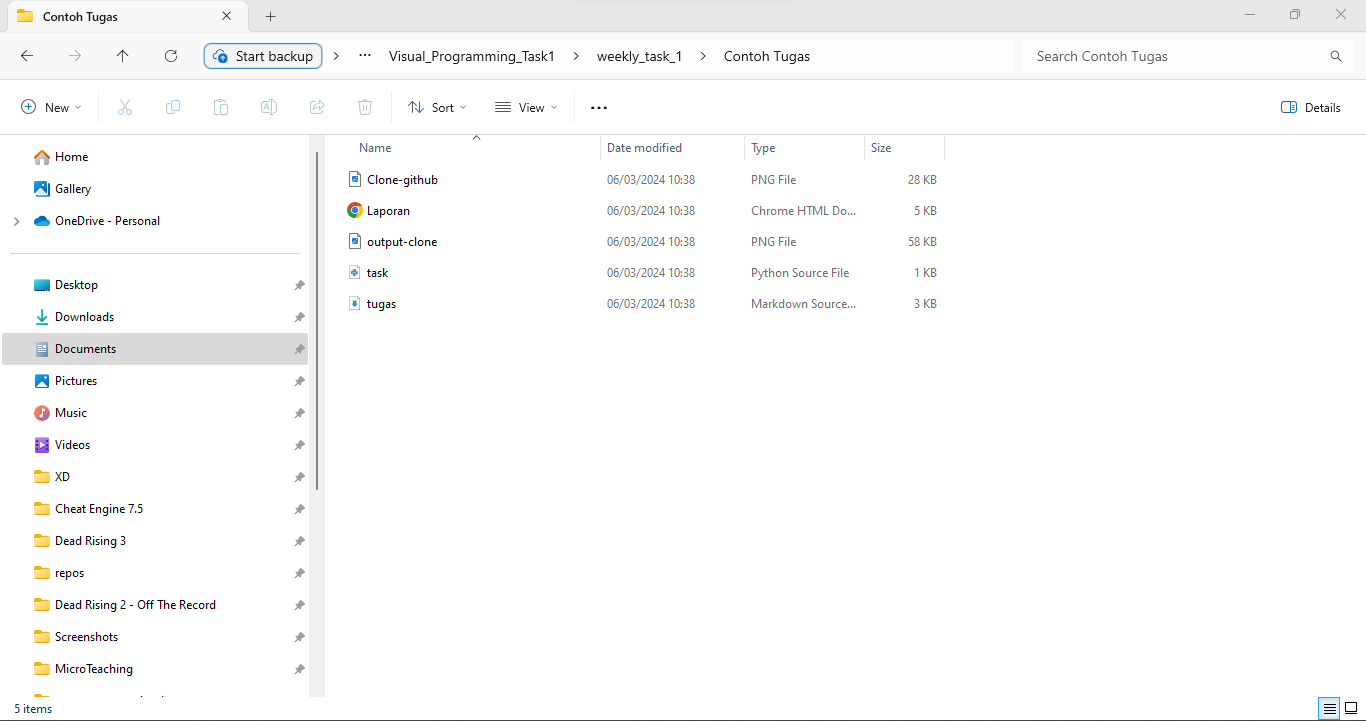 Contoh Tugas
Start backup > ... Visual_Programming_Task1 > weekly_task_1 > Contoh Tugas
Search Contoh Tugas
New
Sort
View
Details
Home
Gallery
OneDrive - Personal
Desktop
Downloads
Documents
Pictures
Music
Videos
XD
Cheat Engine 7.5
Dead Rising 3
repos
Dead Rising 2 - Off The Record
Screenshots
MicroTeaching
Name Date modified Type Size
Clone-github 06/03/2024 10:38 PNG File 28 KB
Laporan 06/03/2024 10:38 Chrome HTML Do... 5 KB
output-clone 06/03/2024 10:38 PNG File 58 KB
task 06/03/2024 10:38 Python Source File 1 KB
tugas 06/03/2024 10:38 Markdown Source... 3 KB
5 items